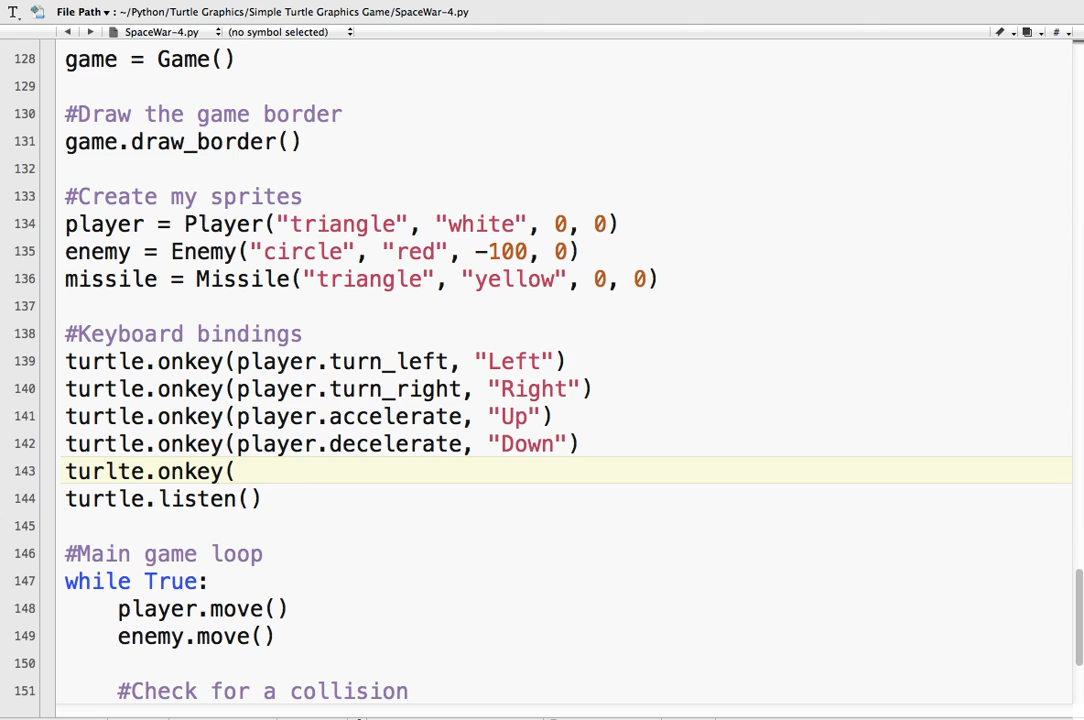 File Path ▾ : ~/Python/Turtle Graphics/Simple Turtle Graphics Game/SpaceWar-4.py
SpaceWar-4.py (no symbol selected) #
128 game = Game()
129
130 #Draw the game border
131 game.draw_border()
132
133 #Create my sprites
134 player = Player("triangle", "white", 0, 0)
135 enemy = Enemy("circle", "red", -100, 0)
136 missile = Missile("triangle", "yellow", 0, 0)
137
138 #Keyboard bindings
139 turtle.onkey(player.turn_left, "Left")
140 turtle.onkey(player.turn_right, "Right")
141 turtle.onkey(player.accelerate, "Up")
142 turtle.onkey(player.decelerate, "Down")
143 turlte.onkey(
144 turtle.listen()
145
146 #Main game loop
147 while True:
148 player.move()
149 enemy.move()
150
151 #Check for a collision